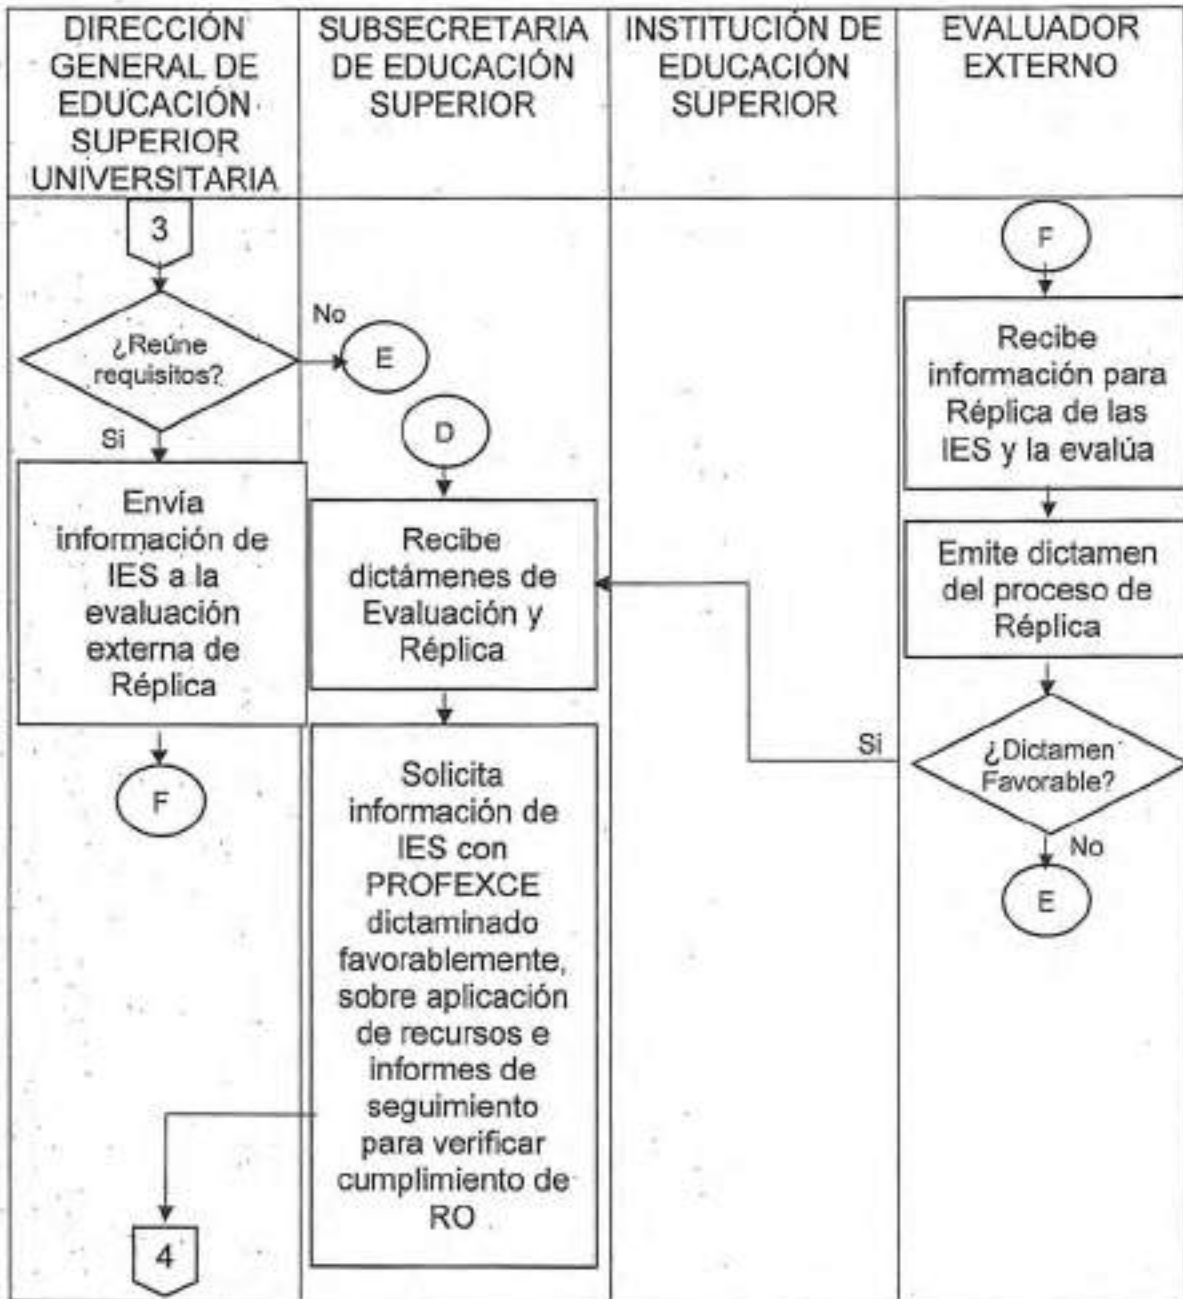 DIRECCIÓN
GENERAL DE
EDUCACIÓN
SUPERIOR
UNIVERSITARIA
SUBSECRETARIA
DE EDUCACIÓN
SUPERIOR
INSTITUCIÓN DE
EDUCACIÓN
SUPERIOR
EVALUADOR
EXTERNO
3
¿Reúne
requisitos?
No
E
Si
Envía
información de
IES a la
evaluación
externa de
Réplica
F
D
Recibe
dictámenes de
Evaluación y
Réplica
Solicita
información de
IES con
PROFEXCE
dictaminado
favorablemente,
sobre aplicación
de recursos e
informes de
seguimiento
para verificar
cumplimiento de
RO
4
F
Recibe
información para
Réplica de las
IES y la evalúa
Emite dictamen
del proceso de
Réplica
¿Dictamen
Favorable?
Si
No
E